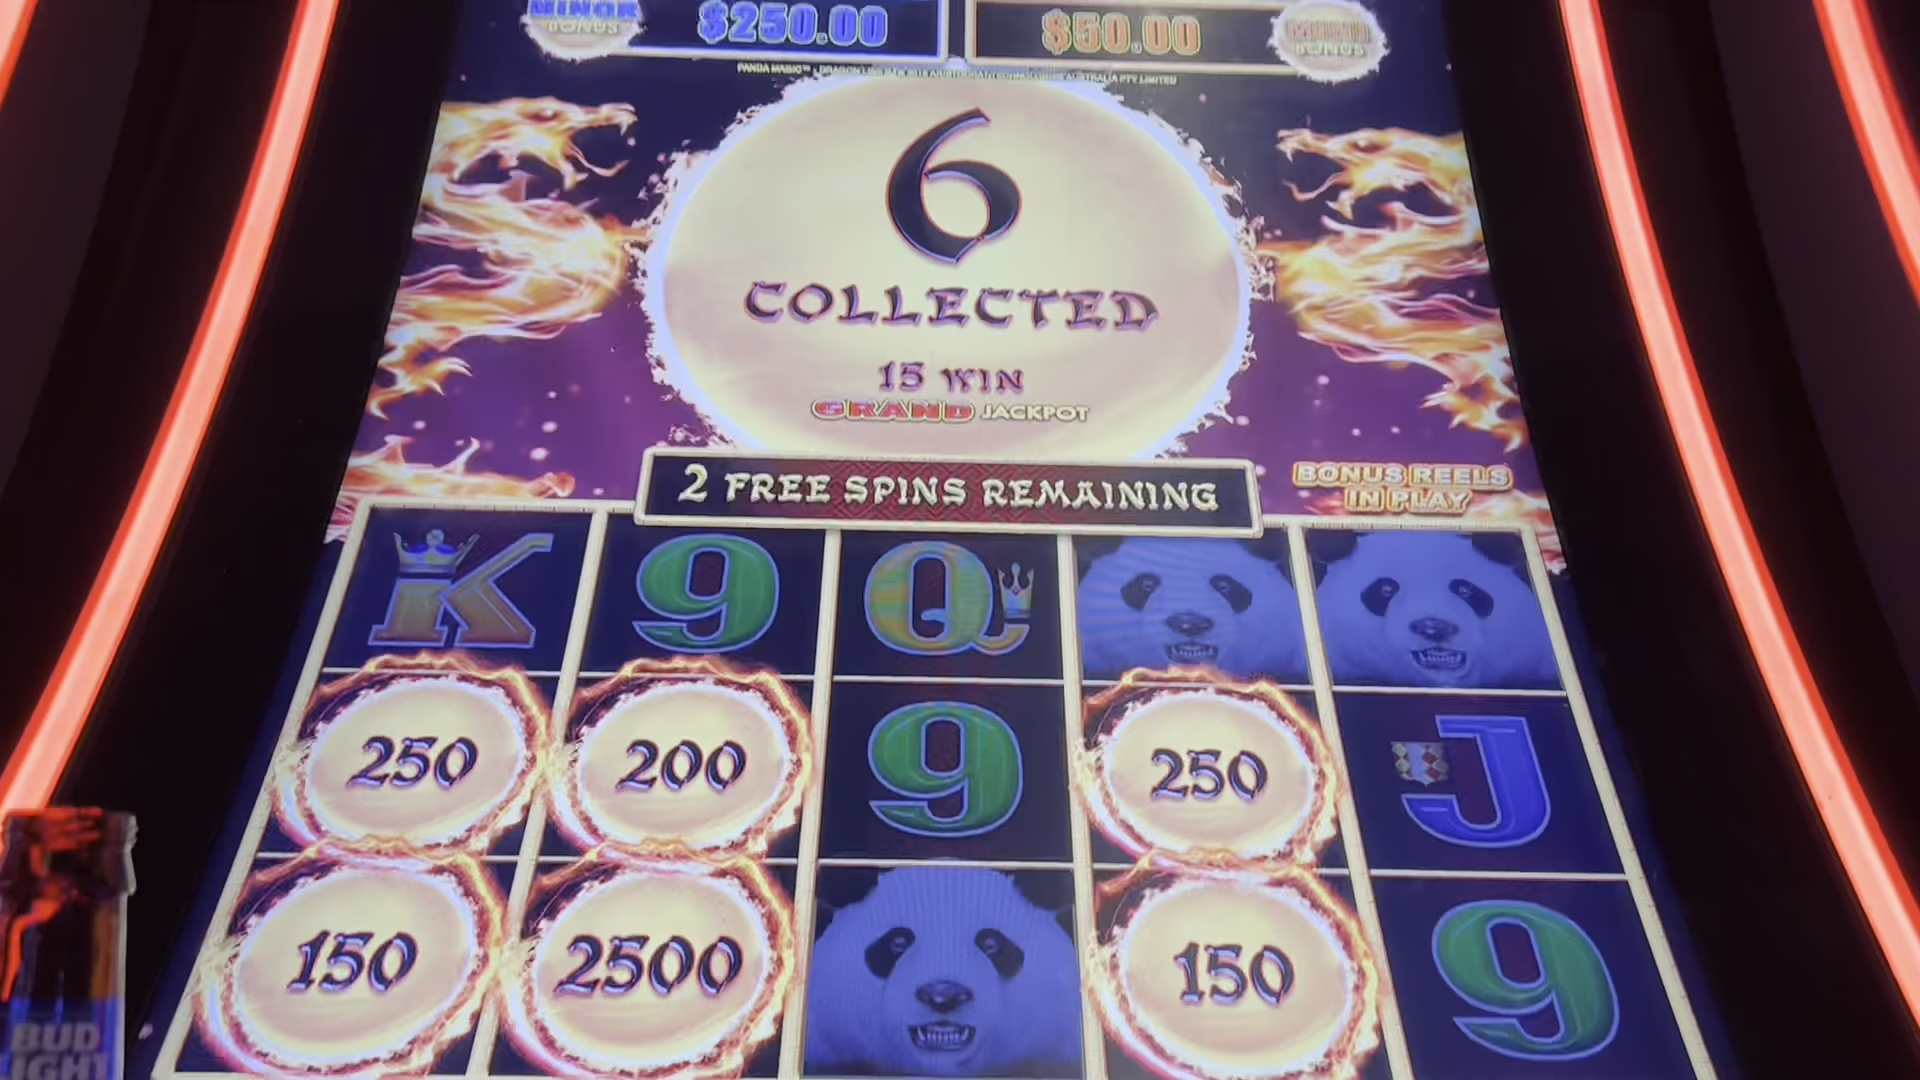 MINOR $250.00 $50.00 MINI
BONUS BONUS
6
COLLECTED
15 WIN
GRAND JACKPOT
2 FREE SPINS REMAINING
BONUS REELS
IN PLAY
K 9 Q
250 200 9 250 J
150 2500 150 9
BUD
LIGHT